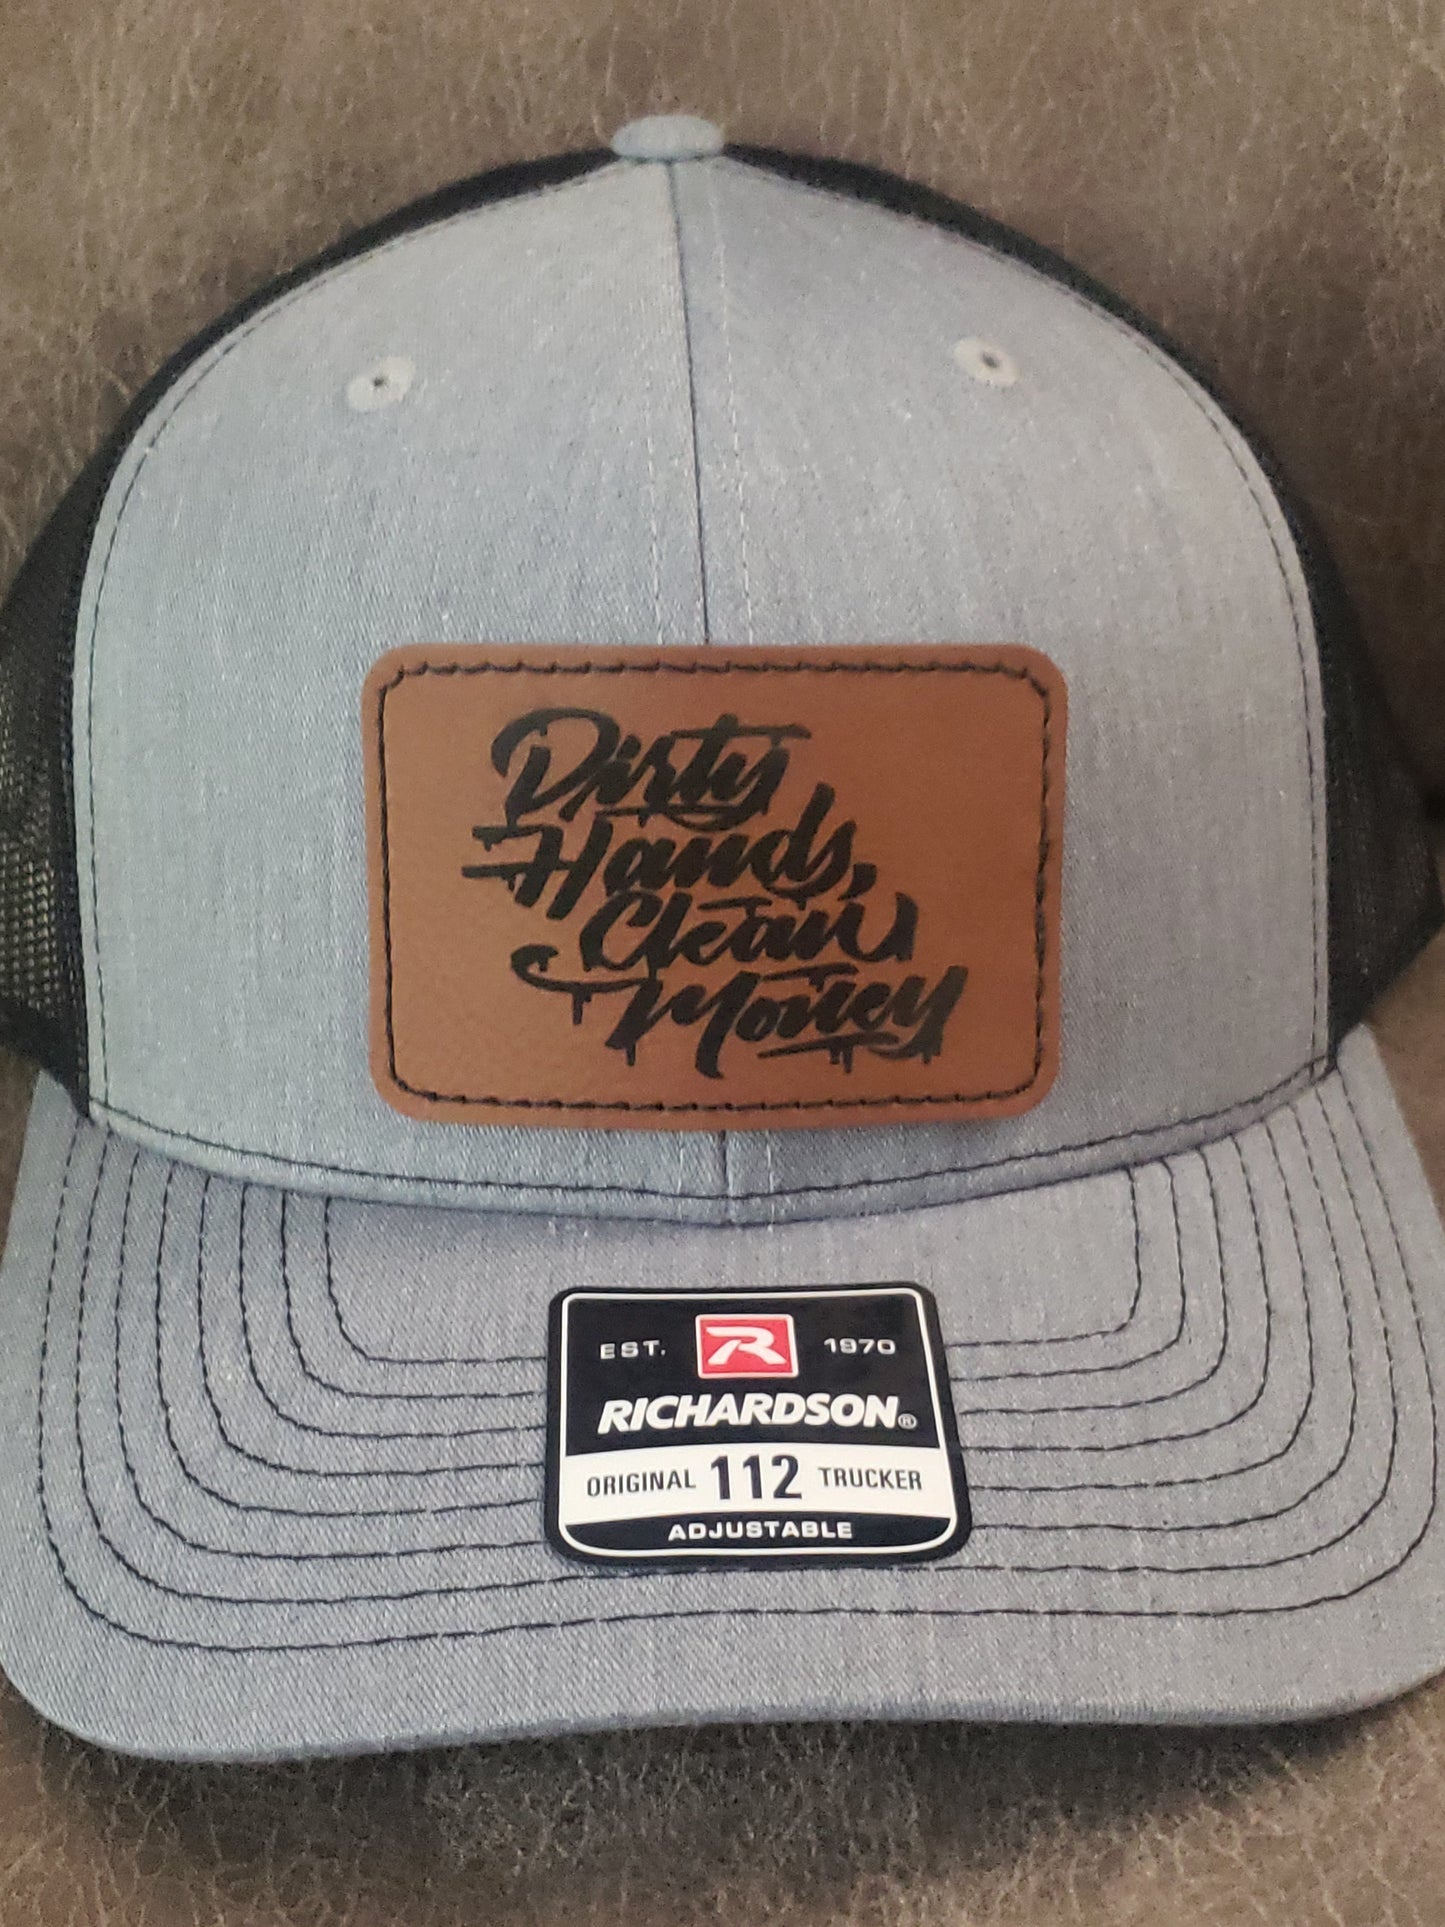 Dirty
Hands,
Clean
Money
EST. R 1970
RICHARDSON®
ORIGINAL 112 TRUCKER
ADJUSTABLE